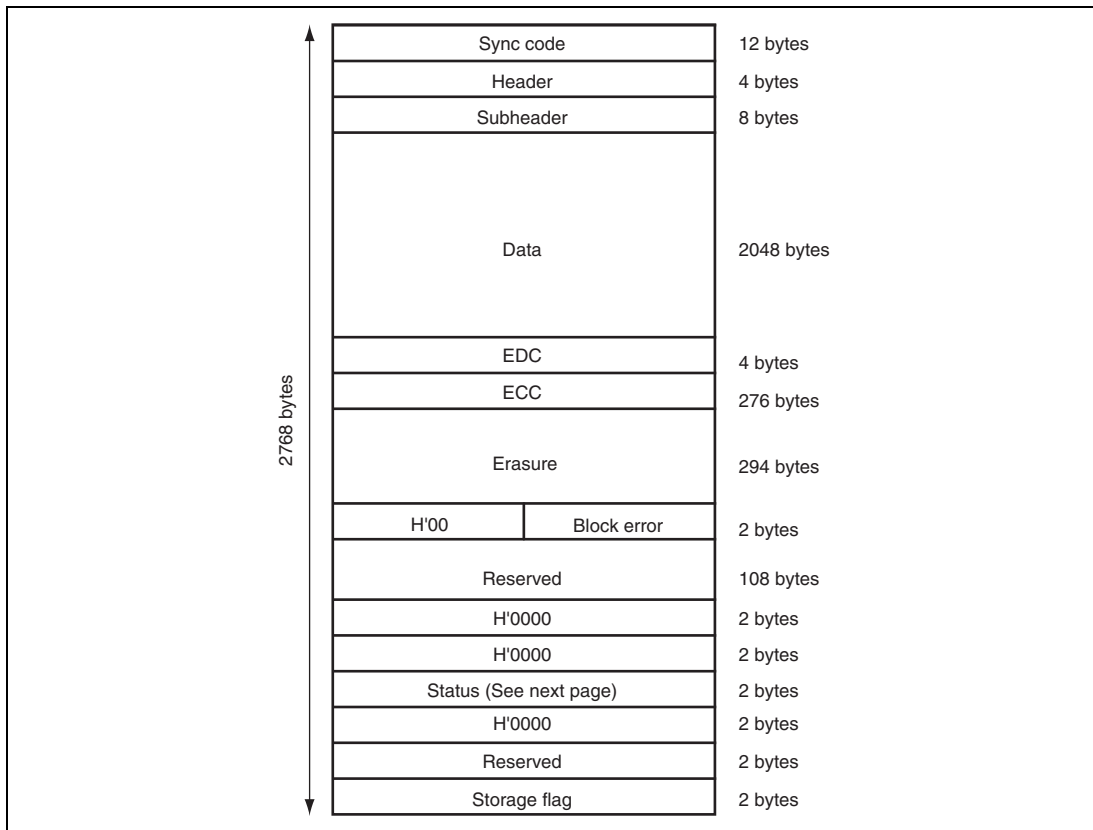 Sync code 12 bytes
Header 4 bytes
Subheader 8 bytes
Data 2048 bytes
EDC 4 bytes
ECC 276 bytes
2768 bytes
Erasure 294 bytes
H'00 Block error 2 bytes
Reserved 108 bytes
H'0000 2 bytes
H'0000 2 bytes
Status (See next page) 2 bytes
H'0000 2 bytes
Reserved 2 bytes
Storage flag 2 bytes